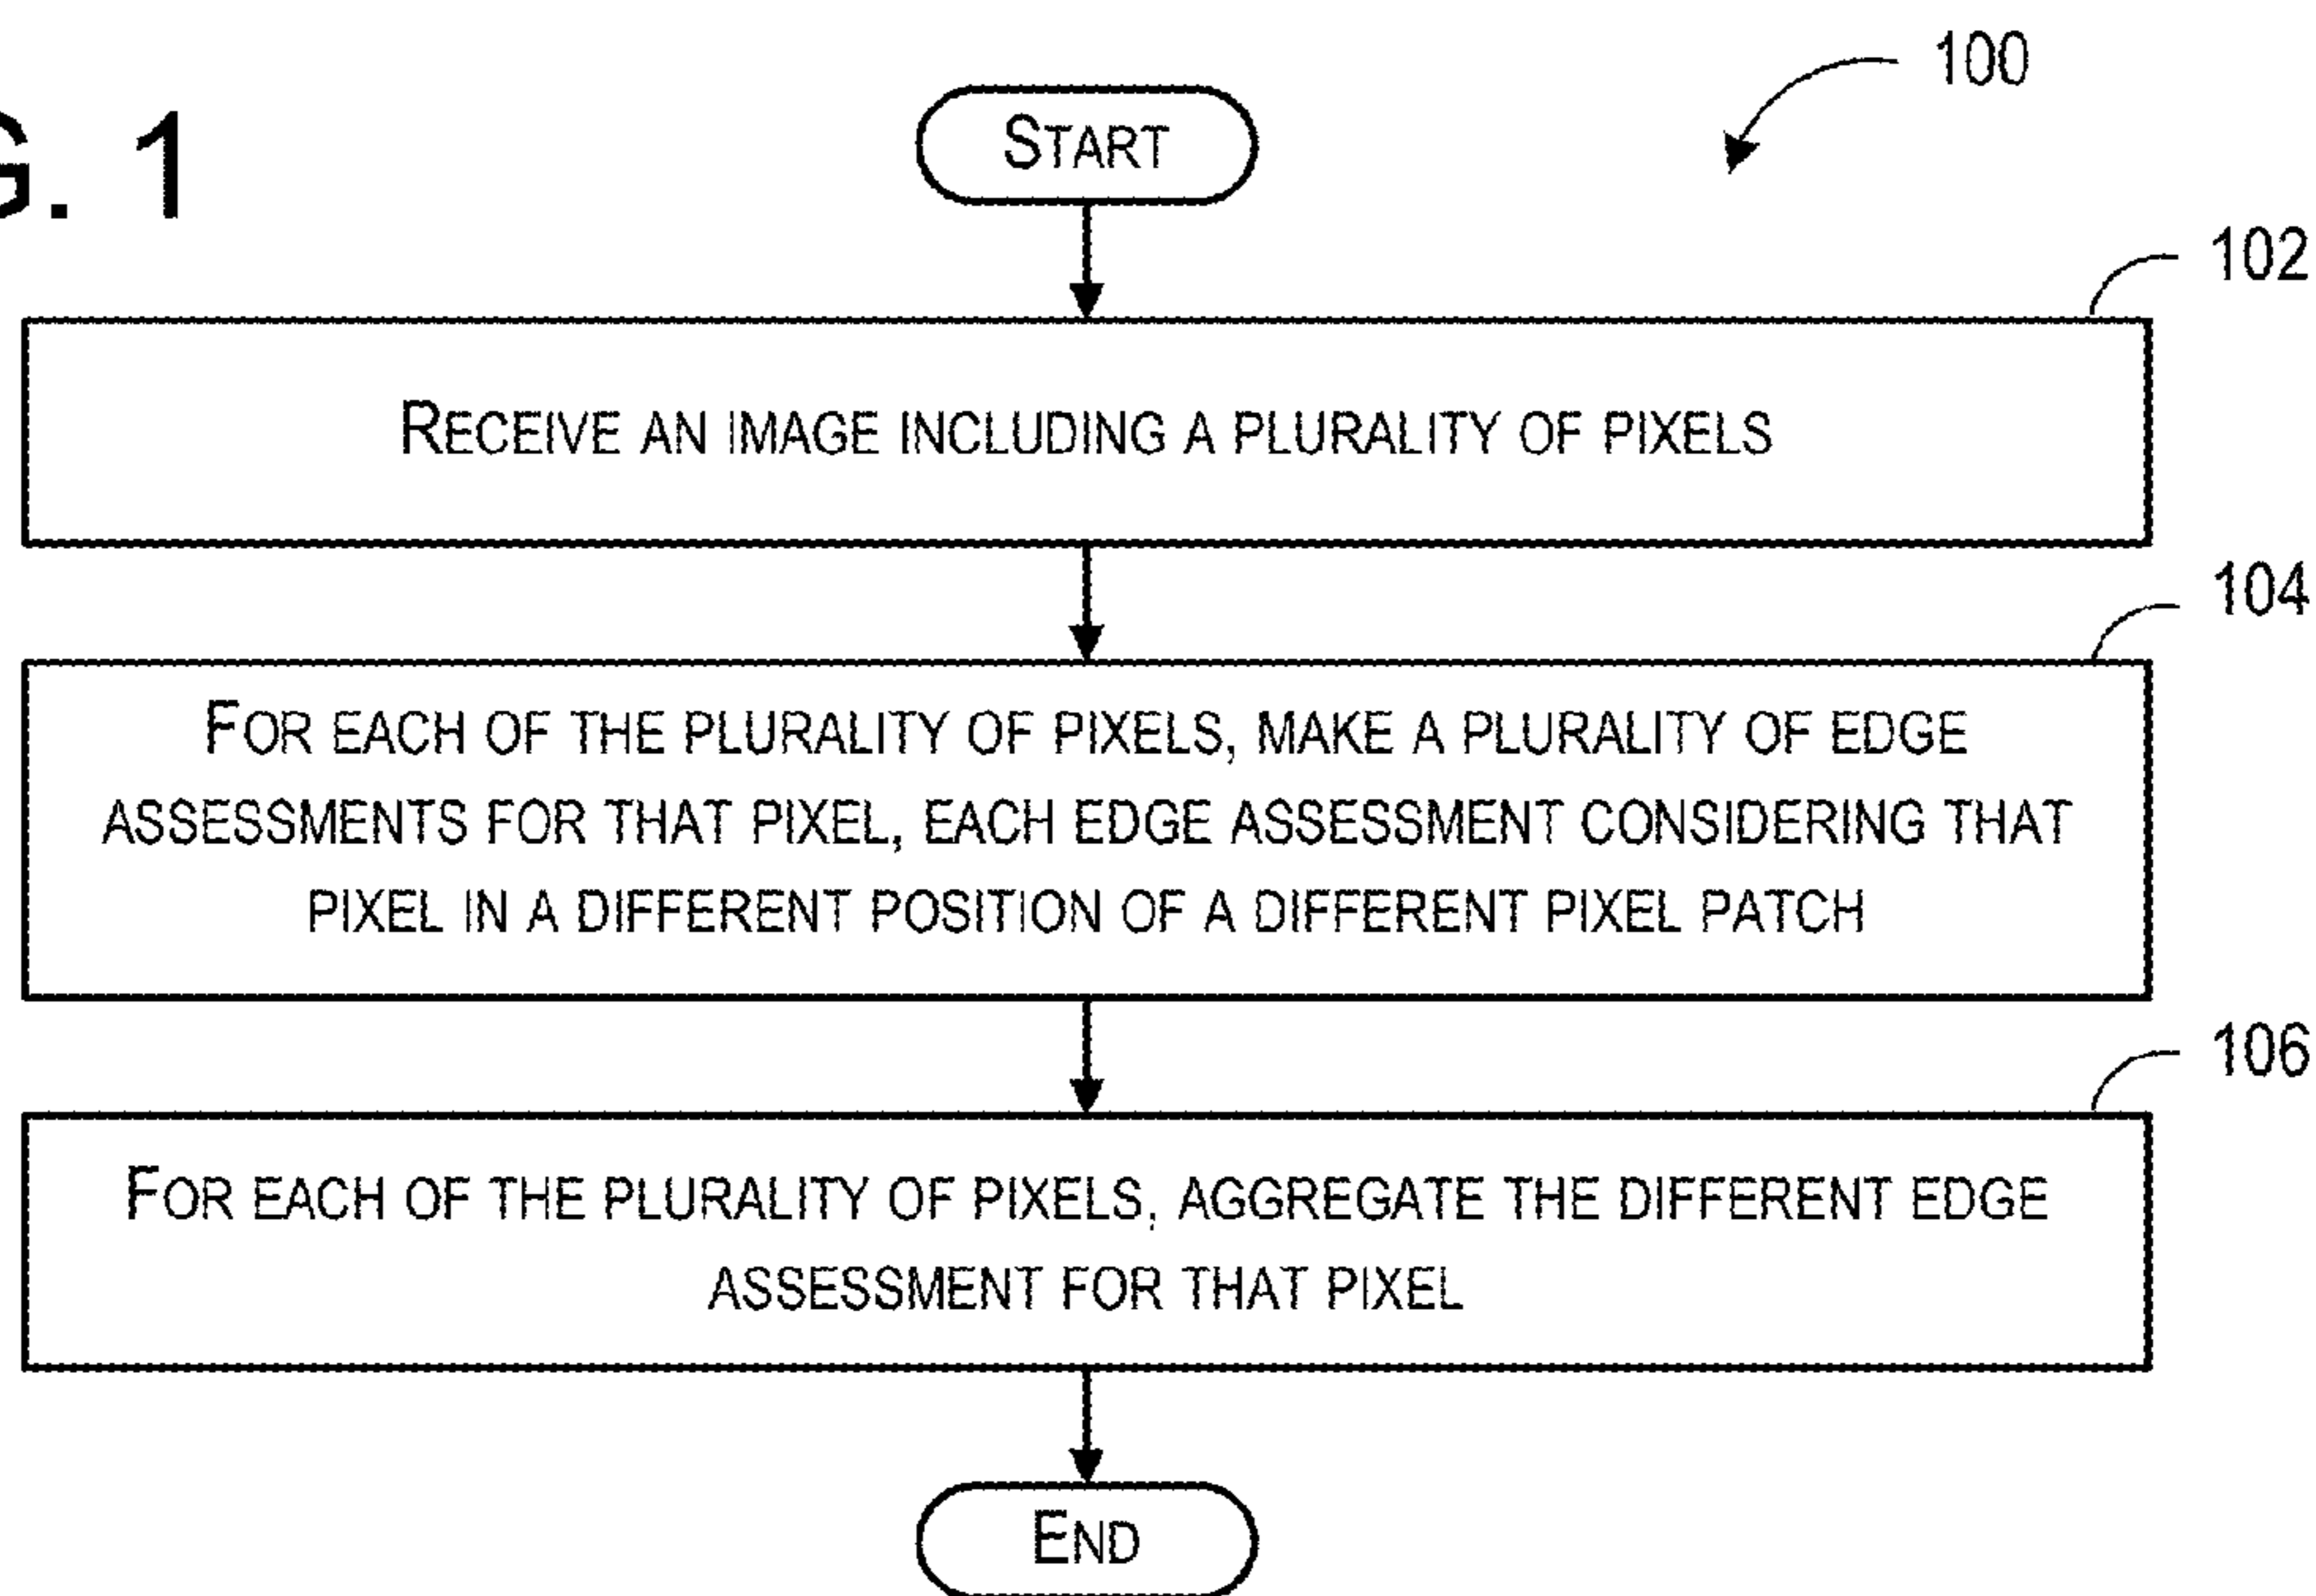 G. 1
START
100
102
RECEIVE AN IMAGE INCLUDING A PLURALITY OF PIXELS
104
FOR EACH OF THE PLURALITY OF PIXELS, MAKE A PLURALITY OF EDGE
ASSESSMENTS FOR THAT PIXEL, EACH EDGE ASSESSMENT CONSIDERING THAT
PIXEL IN A DIFFERENT POSITION OF A DIFFERENT PIXEL PATCH
106
FOR EACH OF THE PLURALITY OF PIXELS, AGGREGATE THE DIFFERENT EDGE
ASSESSMENT FOR THAT PIXEL
END